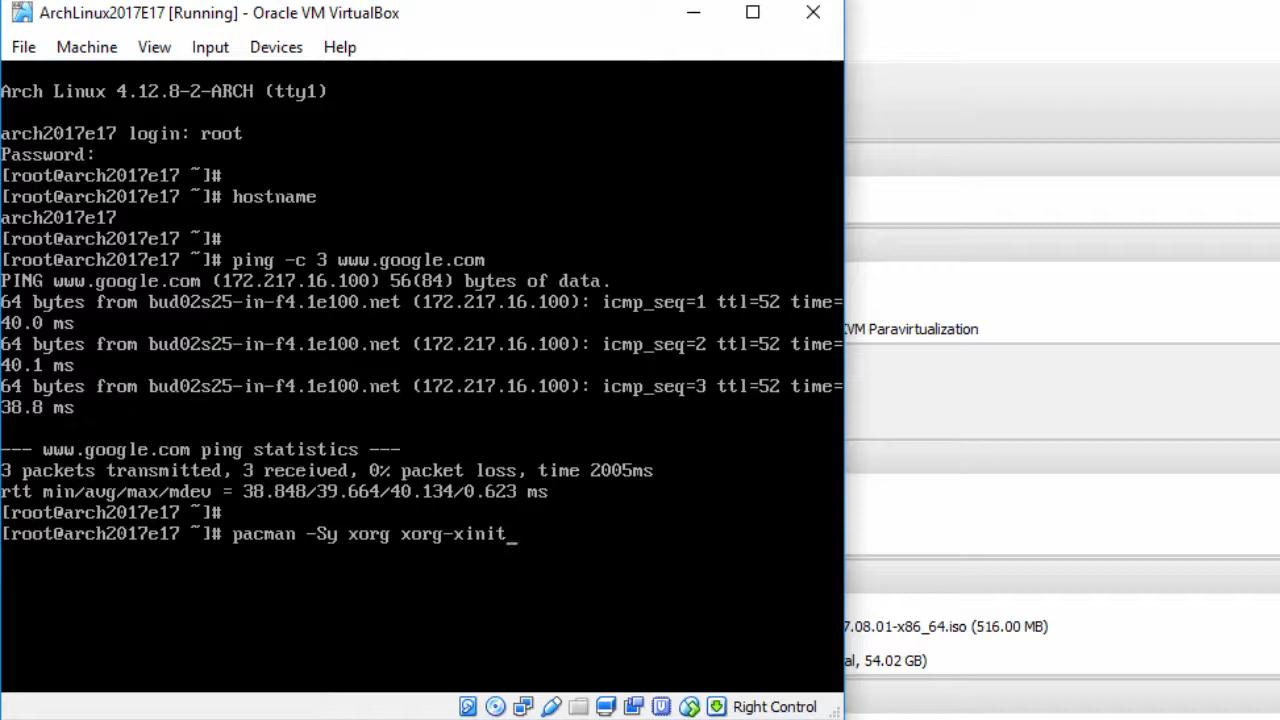 ArchLinux2017E17 [Running] - Oracle VM VirtualBox
File Machine View Input Devices Help
Arch Linux 4.12.8-2-ARCH (tty1)
arch2017e17 login: root
Password:
[root@arch2017e17 ~]#
[root@arch2017e17 ~]# hostname
arch2017e17
[root@arch2017e17 ~]#
[root@arch2017e17 ~]# ping -c 3 www.google.com
PING www.google.com (172.217.16.100) 56(84) bytes of data.
64 bytes from bud02s25-in-f4.1e100.net (172.217.16.100): icmp_seq=1 ttl=52 time=
40.0 ms
64 bytes from bud02s25-in-f4.1e100.net (172.217.16.100): icmp_seq=2 ttl=52 time=
40.1 ms
64 bytes from bud02s25-in-f4.1e100.net (172.217.16.100): icmp_seq=3 ttl=52 time=
38.8 ms
--- www.google.com ping statistics ---
3 packets transmitted, 3 received, 0% packet loss, time 2005ms
rtt min/avg/max/mdev = 38.848/39.664/40.134/0.623 ms
[root@arch2017e17 ~]#
[root@arch2017e17 ~]# pacman -Sy xorg xorg-xinit_
Right Control
VM Paravirtualization
7.08.01-x86_64.iso (516.00 MB)
al, 54.02 GB)